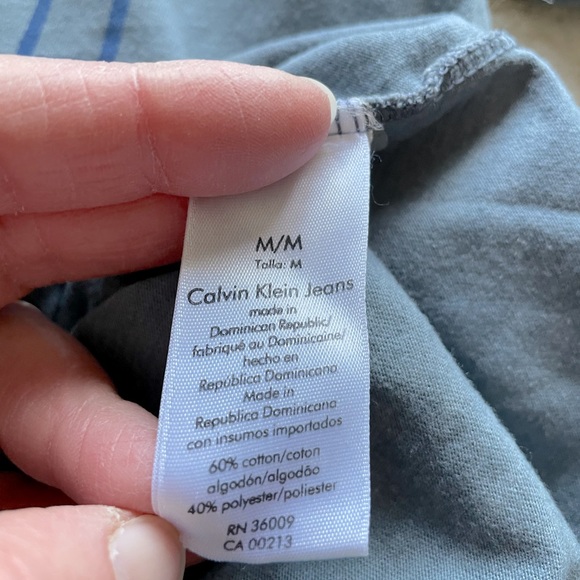 M/M
Talla: M
Calvin Klein Jeans
made in
Dominican Republic/
fabriqué au Dominicaine/
hecho en
República Dominicana
Made in
Republica Dominicana
con insumos importados
60% cotton/coton
algodón/algodão
40% polyester/poliester
RN 36009
CA 00213